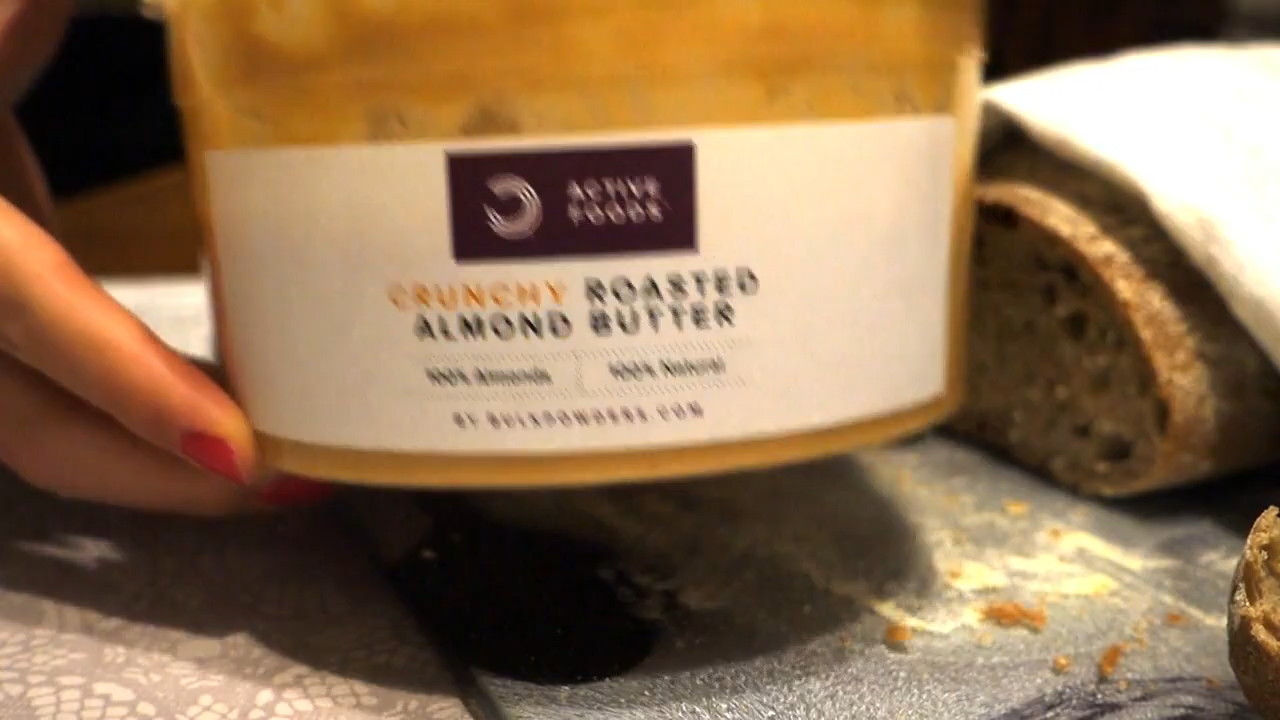 ACTIVE
FOODS
CRUNCHY ROASTED
ALMOND BUTTER
100% Almonds
100% Natural
BY BULKPOWDERS.COM